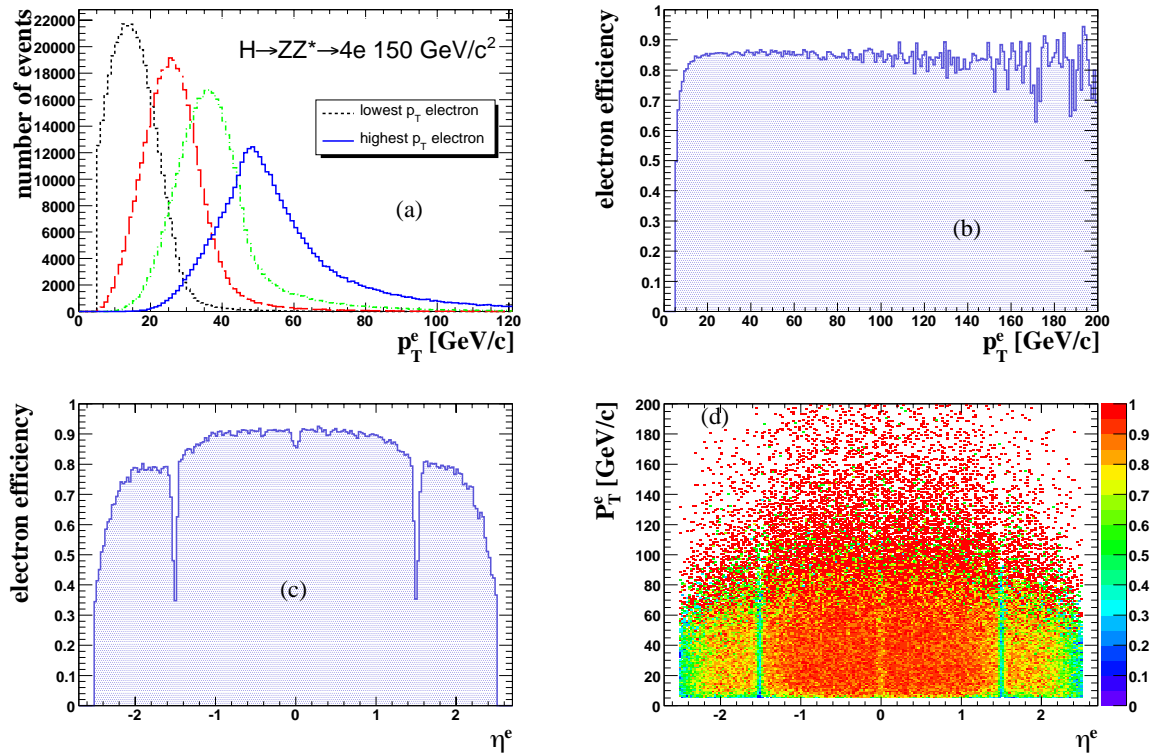 number of events
22000
20000
18000
16000
14000
12000
10000
8000
6000
4000
2000
0
H→ZZ*→4e 150 GeV/c²
lowest p_T electron
highest p_T electron
(a)
0 20 40 60 80 100 120
p_T^e [GeV/c]
electron efficiency
1
0.9
0.8
0.7
0.6
0.5
0.4
0.3
0.2
0.1
0
(b)
0 20 40 60 80 100 120 140 160 180 200
p_T^e [GeV/c]
electron efficiency
1
0.9
0.8
0.7
0.6
0.5
0.4
0.3
0.2
0.1
0
(c)
-2 -1 0 1 2
η^e
P_T^e [GeV/c]
200
180
160
140
120
100
80
60
40
20
0
(d)
-2 -1 0 1 2
η^e
1
0.9
0.8
0.7
0.6
0.5
0.4
0.3
0.2
0.1
0